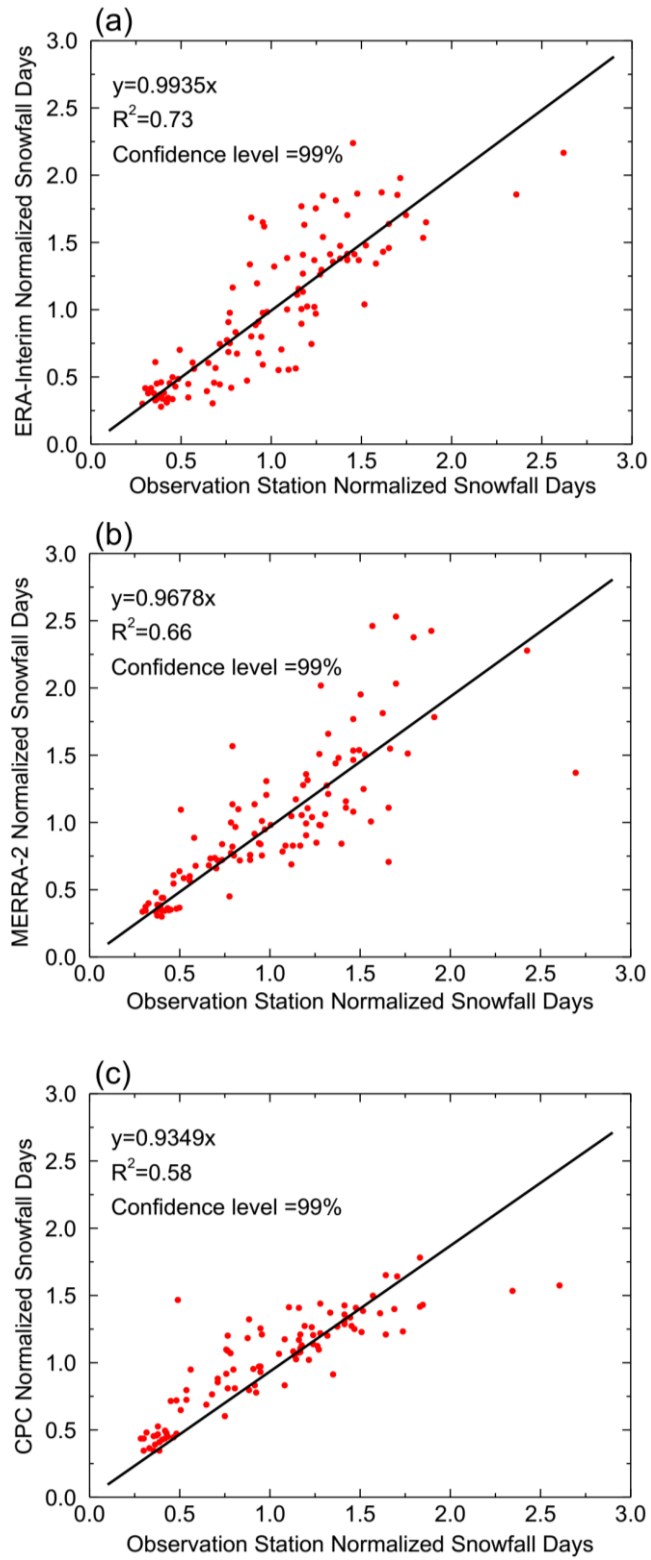 (a)
3.0
2.5
2.0
1.5
1.0
0.5
0.0
ERA-Interim Normalized Snowfall Days
y=0.9935x
R²=0.73
Confidence level =99%
0.0 0.5 1.0 1.5 2.0 2.5 3.0
Observation Station Normalized Snowfall Days
(b)
3.0
2.5
2.0
1.5
1.0
0.5
0.0
MERRA-2 Normalized Snowfall Days
y=0.9678x
R²=0.66
Confidence level =99%
0.0 0.5 1.0 1.5 2.0 2.5 3.0
Observation Station Normalized Snowfall Days
(c)
3.0
2.5
2.0
1.5
1.0
0.5
0.0
CPC Normalized Snowfall Days
y=0.9349x
R²=0.58
Confidence level =99%
0.0 0.5 1.0 1.5 2.0 2.5 3.0
Observation Station Normalized Snowfall Days